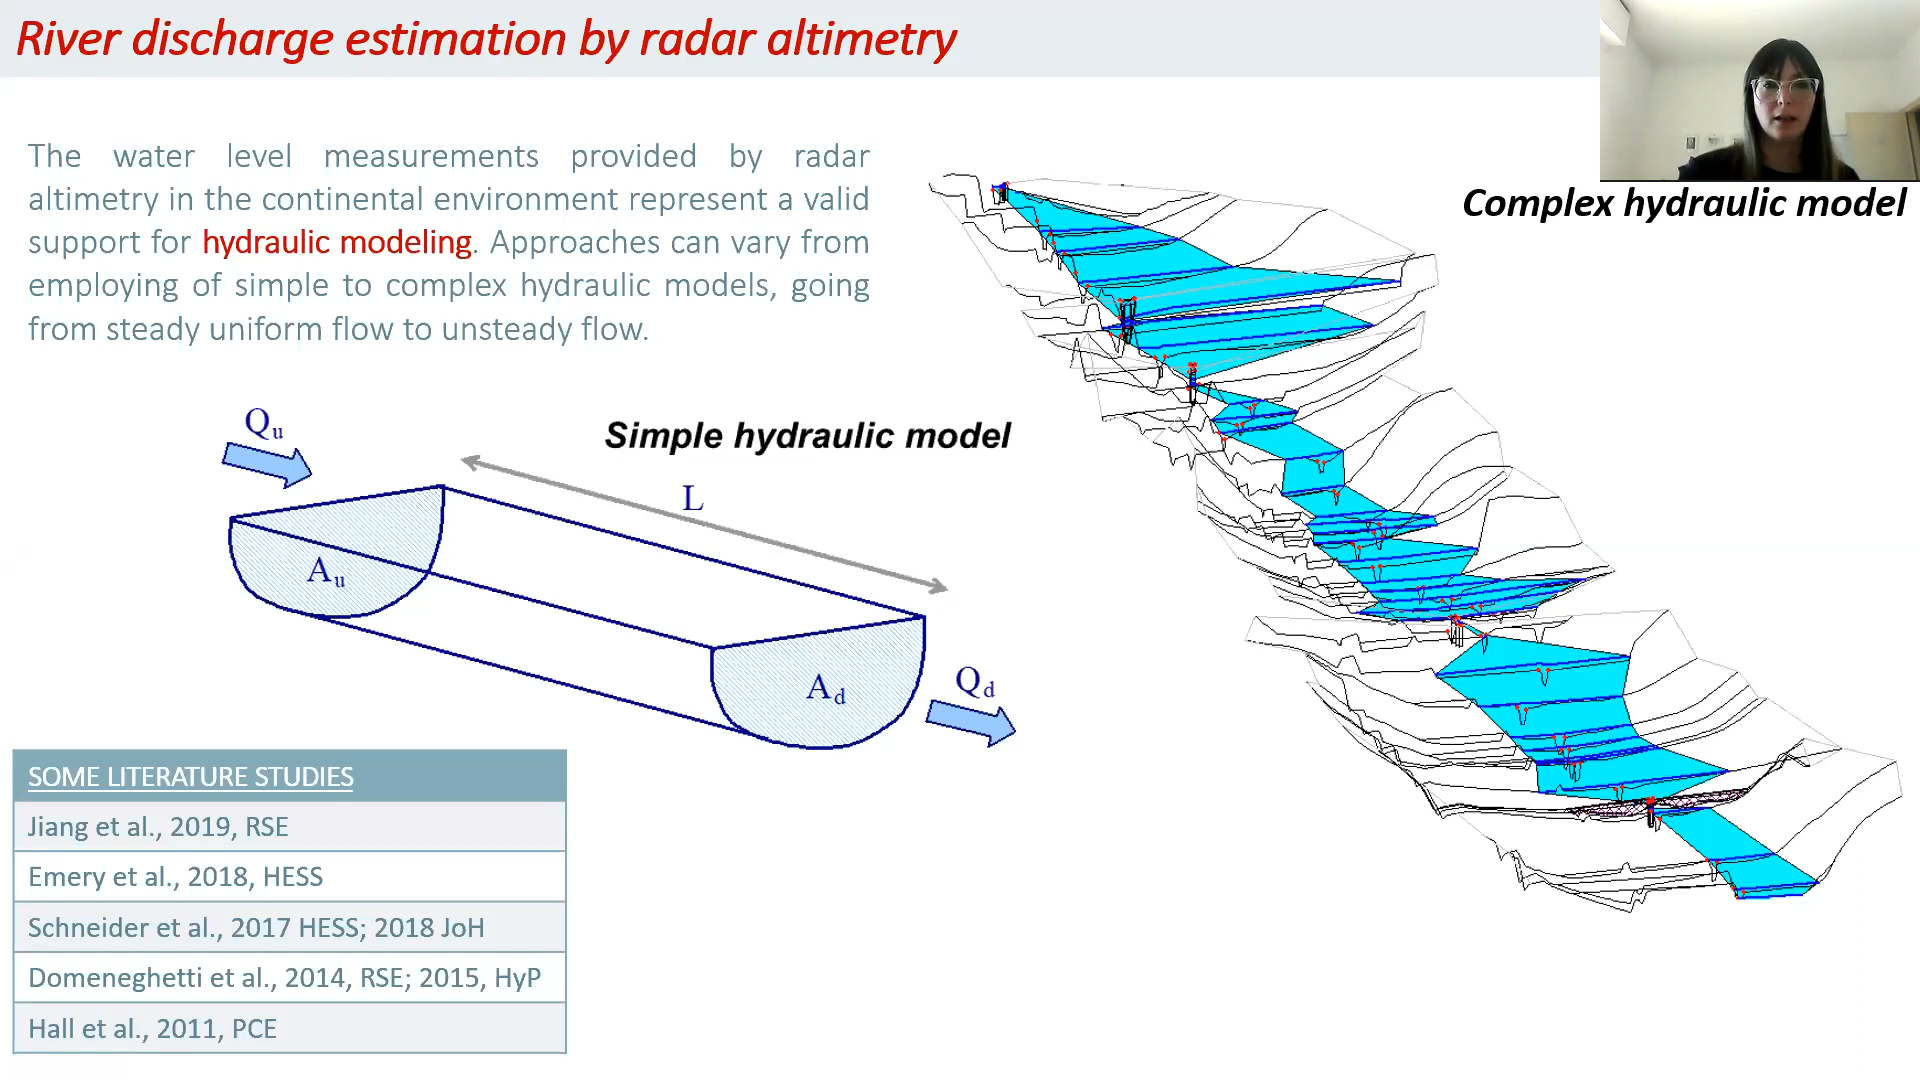 River discharge estimation by radar altimetry
The water level measurements provided by radar
altimetry in the continental environment represent a valid
support for hydraulic modeling. Approaches can vary from
employing of simple to complex hydraulic models, going
from steady uniform flow to unsteady flow.
Complex hydraulic model
Simple hydraulic model
Qu
L
Au
Ad
Qd
SOME LITERATURE STUDIES
Jiang et al., 2019, RSE
Emery et al., 2018, HESS
Schneider et al., 2017 HESS; 2018 JoH
Domeneghetti et al., 2014, RSE; 2015, HyP
Hall et al., 2011, PCE